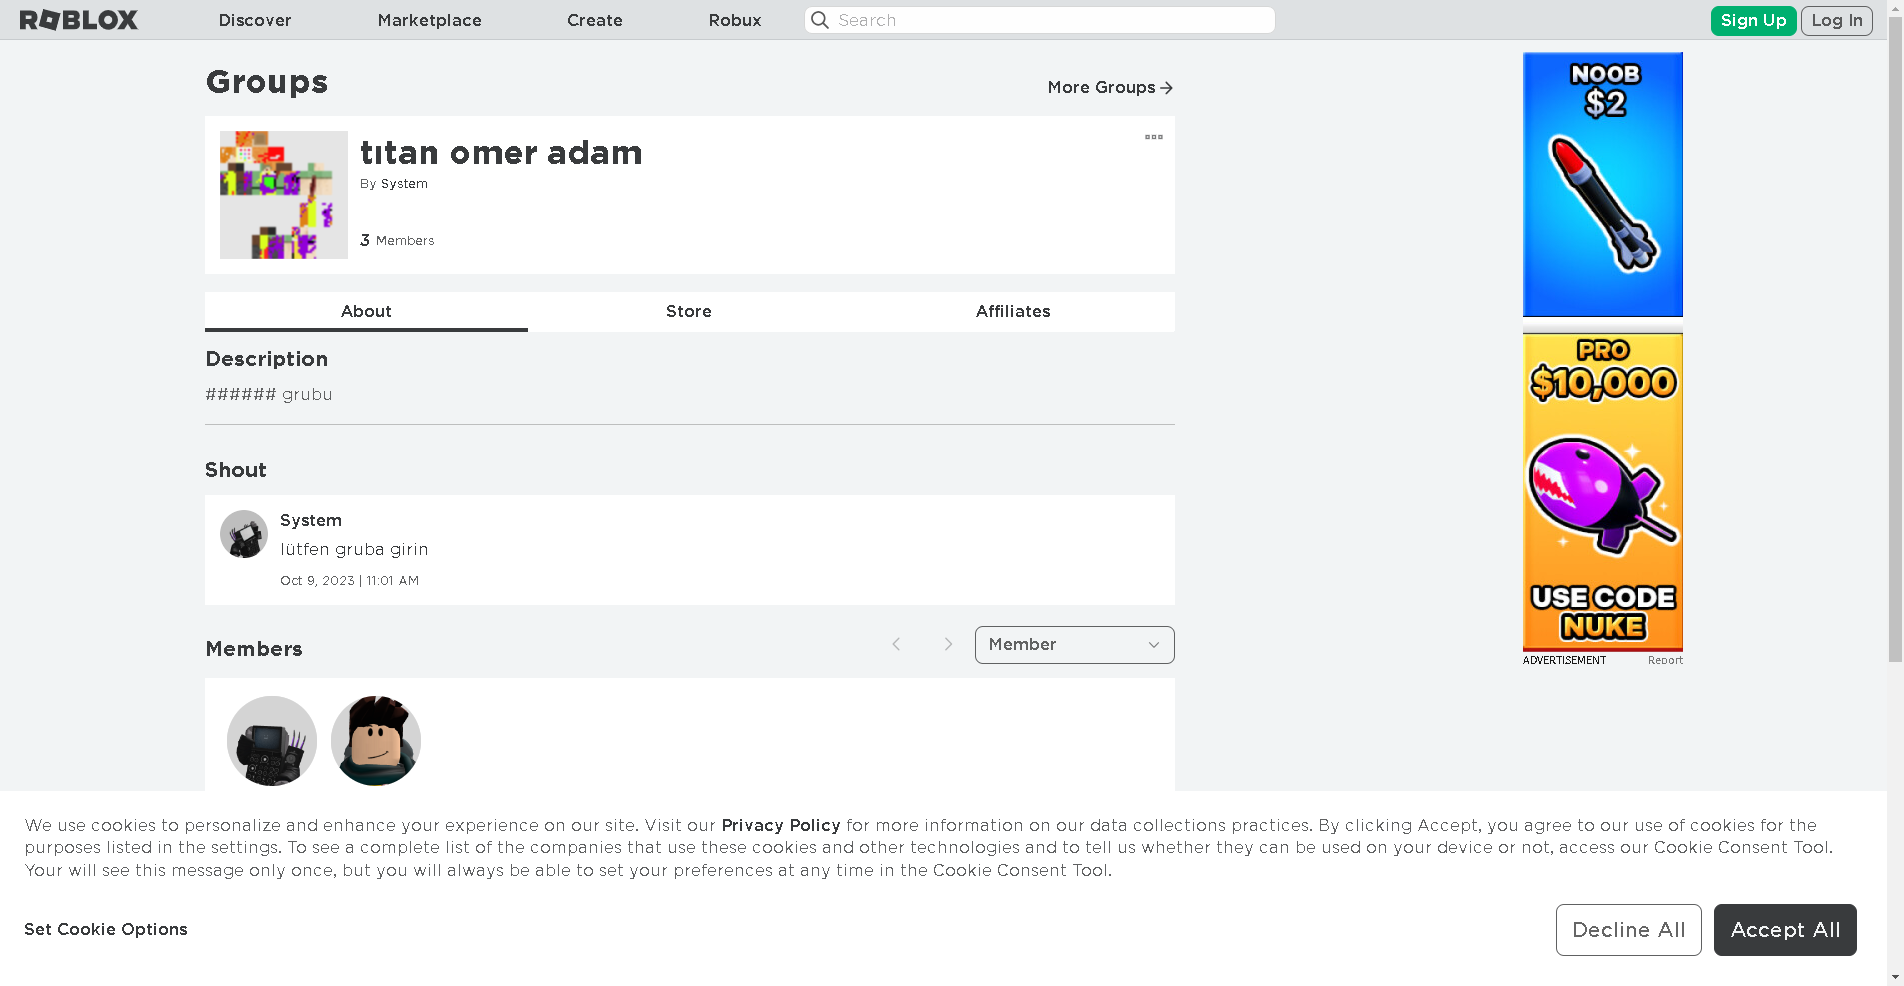 ROBLOX
Discover
Marketplace
Create
Robux
Search
Sign Up
Log In
Groups
More Groups
tıtan omer adam
By System
3 Members
About
Store
Affiliates
Description
###### grubu
Shout
System
lütfen gruba girin
Oct 9, 2023 | 11:01 AM
Members
Member
NOOB
$2
PRO
$10,000
USE CODE
NUKE
ADVERTISEMENT
Report
We use cookies to personalize and enhance your experience on our site. Visit our Privacy Policy for more information on our data collections practices. By clicking Accept, you agree to our use of cookies for the
purposes listed in the settings. To see a complete list of the companies that use these cookies and other technologies and to tell us whether they can be used on your device or not, access our Cookie Consent Tool.
Your will see this message only once, but you will always be able to set your preferences at any time in the Cookie Consent Tool.
Set Cookie Options
Decline All
Accept All